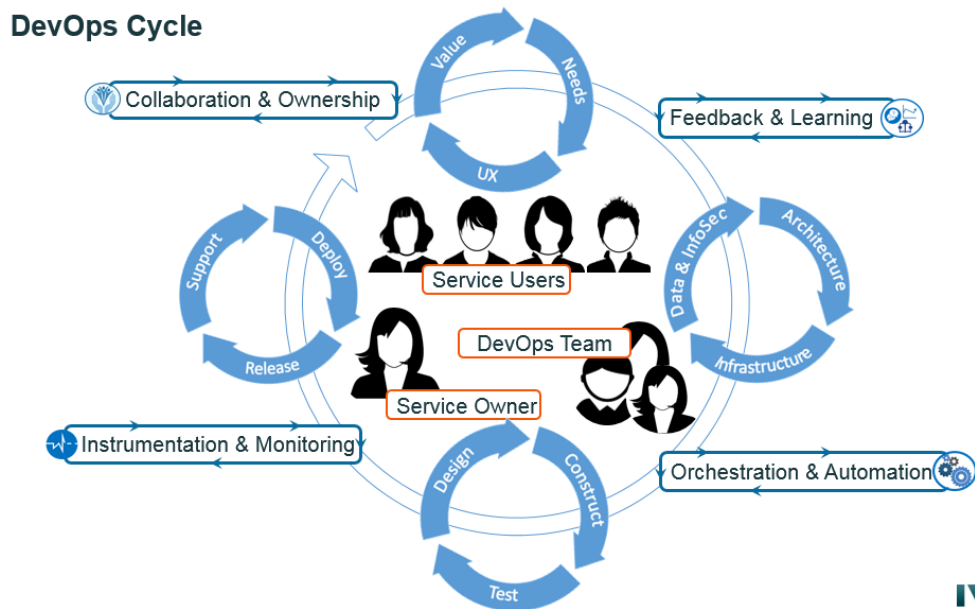 DevOps Cycle
Value
Needs
UX
Collaboration & Ownership
Feedback & Learning
Support
Deploy
Release
Service Users
Data & InfoSec
Architecture
Infrastructure
DevOps Team
Service Owner
Instrumentation & Monitoring
Orchestration & Automation
Design
Construct
Test